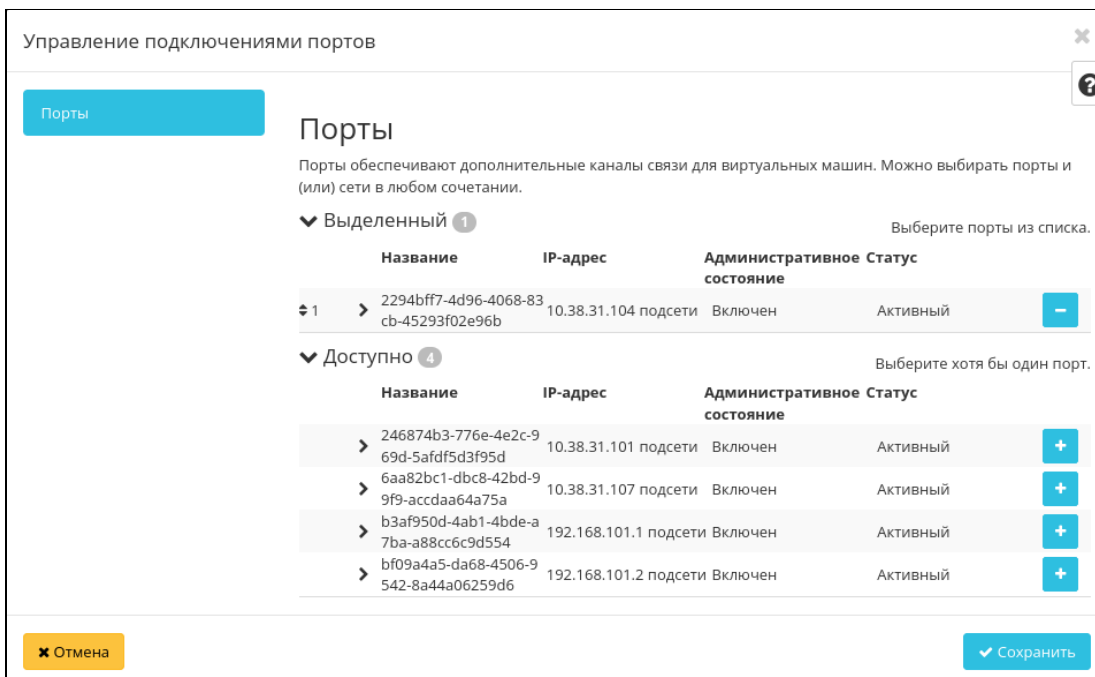 Управление подключениями портов
Порты
Порты
Порты обеспечивают дополнительные каналы связи для виртуальных машин. Можно выбирать порты и
(или) сети в любом сочетании.
Выделенный 1
Выберите порты из списка.
Название IP-адрес Административное Статус
состояние
1 2294bff7-4d96-4068-83 10.38.31.104 подсети Включен Активный
cb-45293f02e96b
Доступно 4
Выберите хотя бы один порт.
Название IP-адрес Административное Статус
состояние
246874b3-776e-4e2c-9 10.38.31.101 подсети Включен Активный
69d-5afdf5d3f95d
6aa82bc1-dbc8-42bd-9 10.38.31.107 подсети Включен Активный
9f9-accdaa64a75a
b3af950d-4ab1-4bde-a 192.168.101.1 подсети Включен Активный
7ba-a88cc6c9d554
bf09a4a5-da68-4506-9 192.168.101.2 подсети Включен Активный
542-8a44a06259d6
Отмена
Сохранить